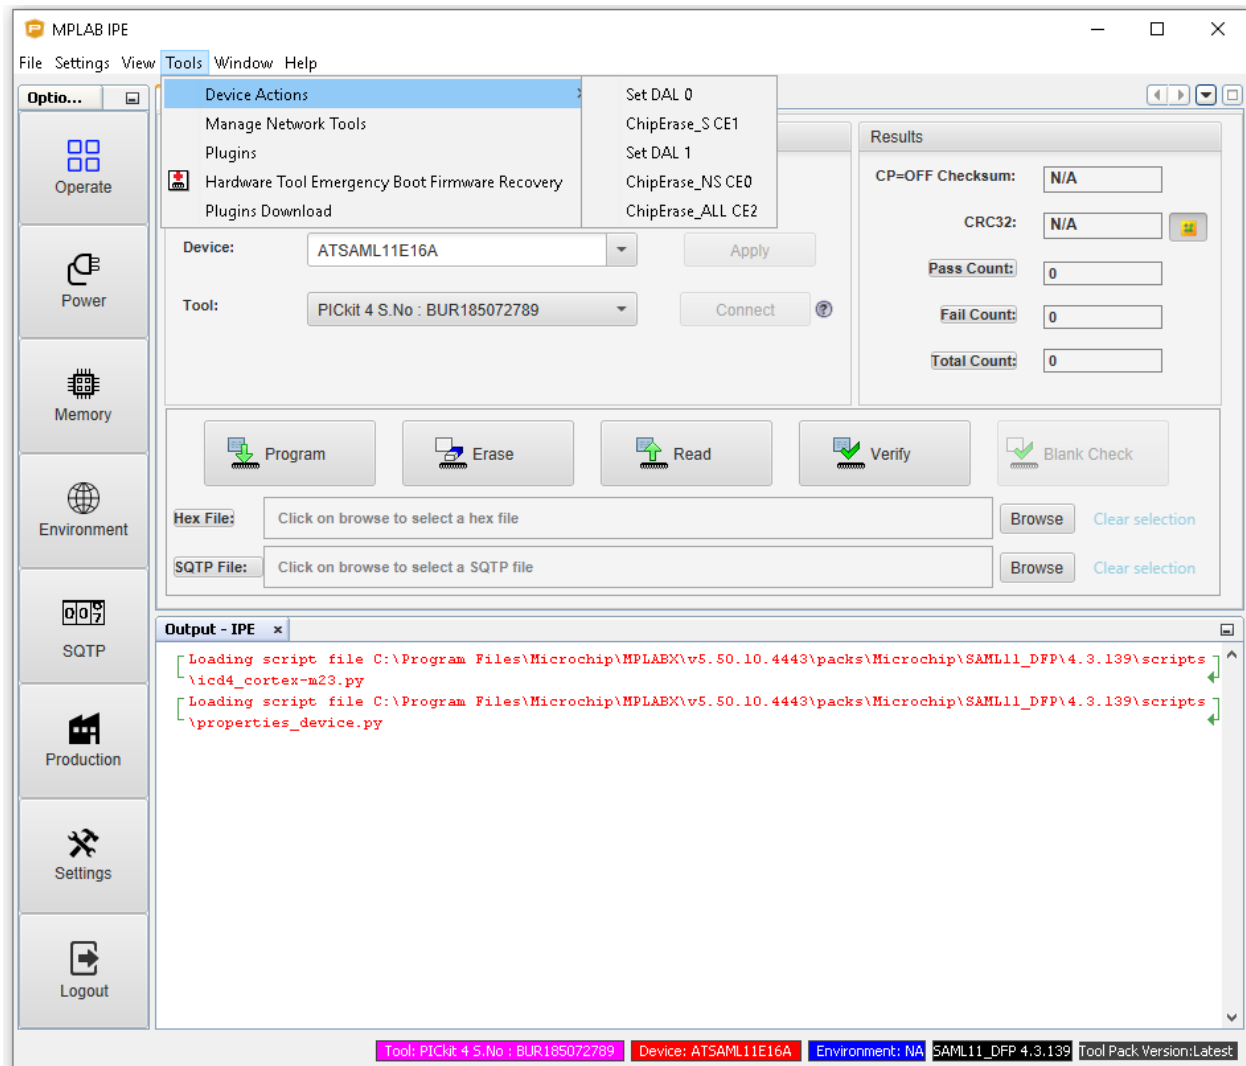 MPLAB IPE
File Settings View Tools Window Help
Optio...
Device Actions
Manage Network Tools
Plugins
Hardware Tool Emergency Boot Firmware Recovery
Plugins Download
Set DAL 0
ChipErase_S CE1
Set DAL 1
ChipErase_NS CE0
ChipErase_ALL CE2
Operate
Power
Memory
Environment
SQTP
Production
Settings
Logout
Device: ATSAML11E16A Apply
Tool: PICkit 4 S.No : BUR185072789 Connect
Results
CP=OFF Checksum: N/A
CRC32: N/A
Pass Count: 0
Fail Count: 0
Total Count: 0
Program Erase Read Verify Blank Check
Hex File: Click on browse to select a hex file Browse Clear selection
SQTP File: Click on browse to select a SQTP file Browse Clear selection
Output - IPE x
Loading script file C:\Program Files\Microchip\MPLABX\v5.50.10.4443\packs\Microchip\SAML11_DFP\4.3.139\scripts
\icd4_cortex-m23.py
Loading script file C:\Program Files\Microchip\MPLABX\v5.50.10.4443\packs\Microchip\SAML11_DFP\4.3.139\scripts
\properties_device.py
Tool: PICkit 4 S.No : BUR185072789 Device: ATSAML11E16A Environment: NA SAML11_DFP 4.3.139 Tool Pack Version:Latest